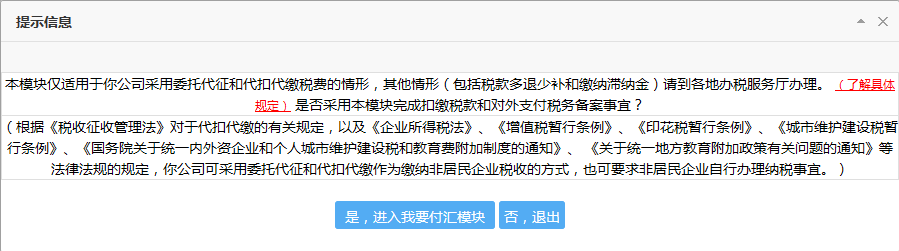 提示信息
本模块仅适用于你公司采用委托代征和代扣代缴税费的情形，其他情形（包括税款多退少补和缴纳滞纳金）请到各地办税服务厅办理。（了解具体
规定） 是否采用本模块完成扣缴税款和对外支付税务备案事宜？
（根据《税收征收管理法》对于代扣代缴的有关规定，以及《企业所得税法》、《增值税暂行条例》、《印花税暂行条例》、《城市维护建设税暂
行条例》、《国务院关于统一内外资企业和个人城市维护建设税和教育费附加制度的通知》、《关于统一地方教育附加政策有关问题的通知》等
法律法规的规定，你公司可采用委托代征和代扣代缴作为缴纳非居民企业税收的方式，也可要求非居民企业自行办理纳税事宜。）
是，进入我要付汇模块 否，退出